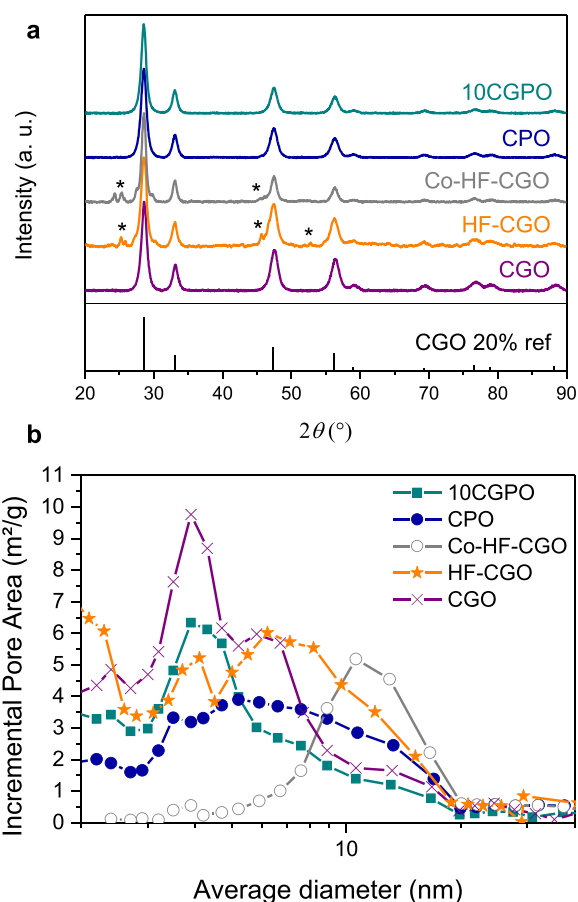 a
Intensity (a. u.)
10CGPO
CPO
Co-HF-CGO
* *
HF-CGO
* * *
CGO
CGO 20% ref
20 30 40 50 60 70 80 90
2θ (°)
b
Incremental Pore Area (m²/g)
11
10
9
8
7
6
5
4
3
2
1
0
10CGPO
CPO
Co-HF-CGO
HF-CGO
CGO
10
Average diameter (nm)